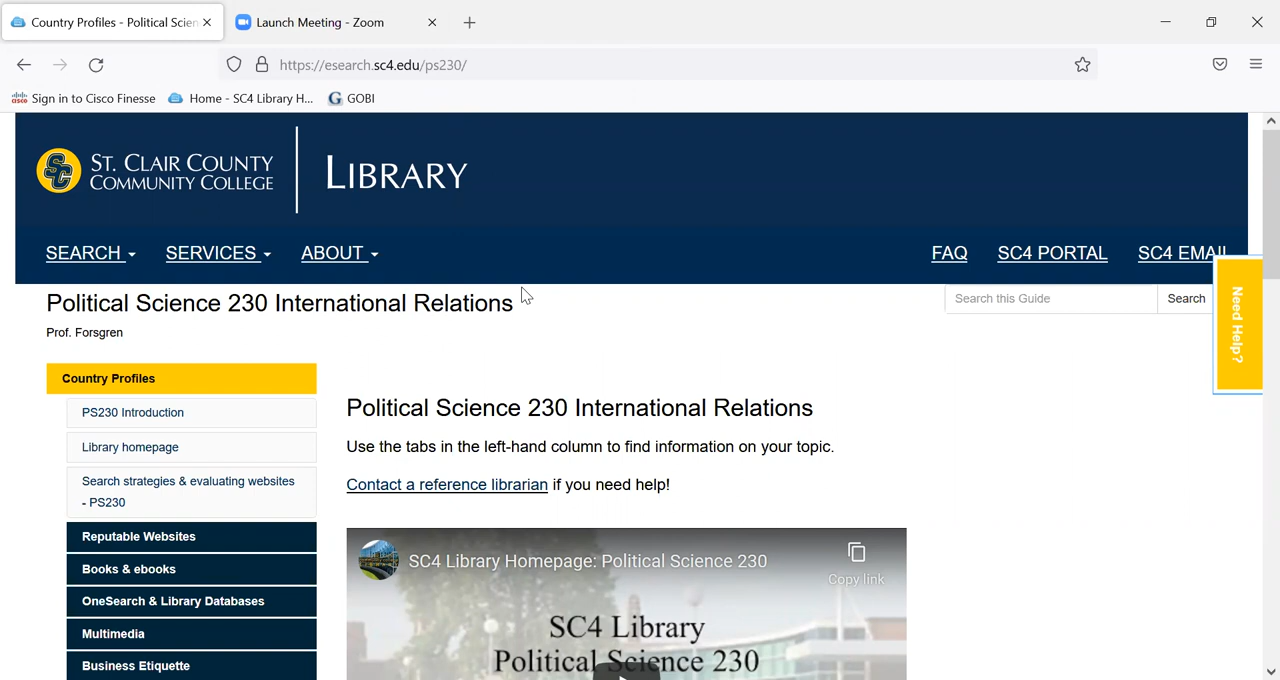 Country Profiles - Political Scien
Launch Meeting - Zoom
https://esearch.sc4.edu/ps230/
Sign in to Cisco Finesse
Home - SC4 Library H...
GOBI
ST. CLAIR COUNTY
COMMUNITY COLLEGE
LIBRARY
SEARCH
SERVICES
ABOUT
FAQ
SC4 PORTAL
SC4 EMAIL
Need Help?
Political Science 230 International Relations
Search this Guide
Search
Prof. Forsgren
Country Profiles
PS230 Introduction
Library homepage
Search strategies & evaluating websites
- PS230
Reputable Websites
Books & ebooks
OneSearch & Library Databases
Multimedia
Business Etiquette
Political Science 230 International Relations
Use the tabs in the left-hand column to find information on your topic.
Contact a reference librarian if you need help!
SC4 Library Homepage: Political Science 230
Copy link
SC4 Library
Political Science 230